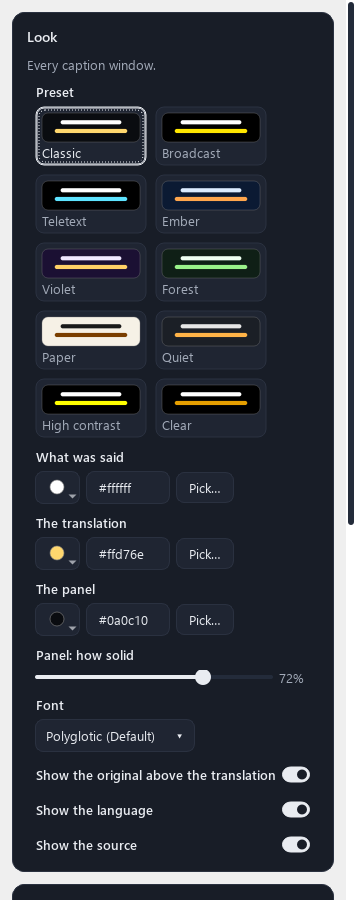 Look
Every caption window.
Preset
Classic
Broadcast
Teletext
Ember
Violet
Forest
Paper
Quiet
High contrast
Clear
What was said
#ffffff
Pick...
The translation
#ffd76e
Pick...
The panel
#0a0c10
Pick...
Panel: how solid
72%
Font
Polyglotic (Default)
Show the original above the translation
Show the language
Show the source